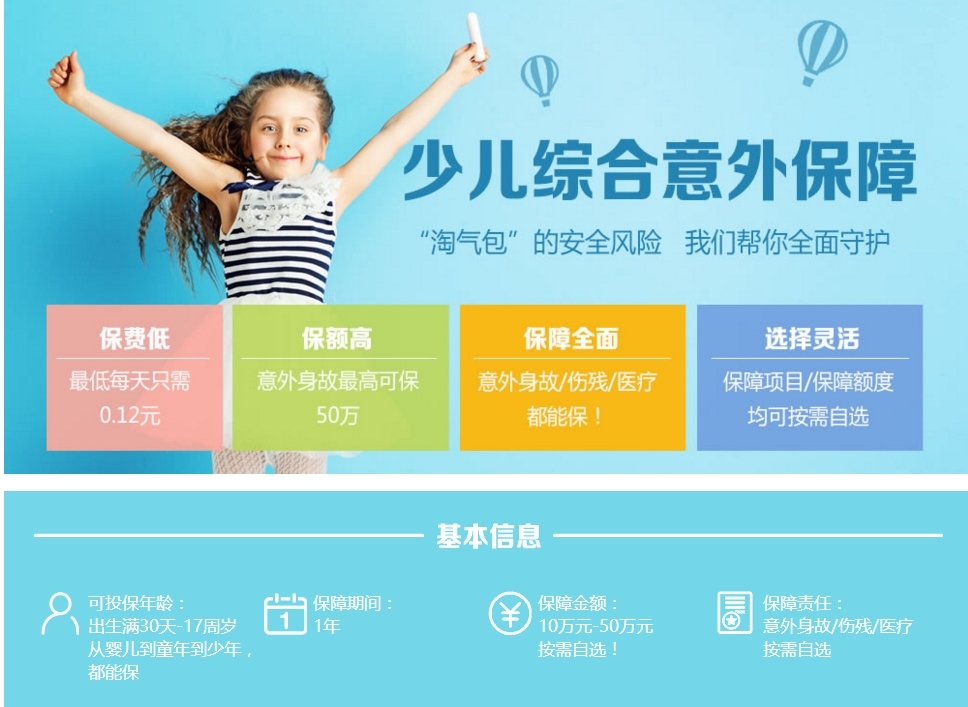 少儿综合意外保障
“淘气包”的安全风险 我们帮你全面守护
保费低
最低每天只需
0.12元
保额高
意外身故最高可保
50万
保障全面
意外身故/伤残/医疗
都能保！
选择灵活
保障项目/保障额度
均可按需自选
基本信息
可投保年龄：
出生满30天-17周岁
从婴儿到童年到少年，
都能保
1
保障期间：
1年
¥
保障金额：
10万元-50万元
按需自选！
保障责任：
意外身故/伤残/医疗
按需自选